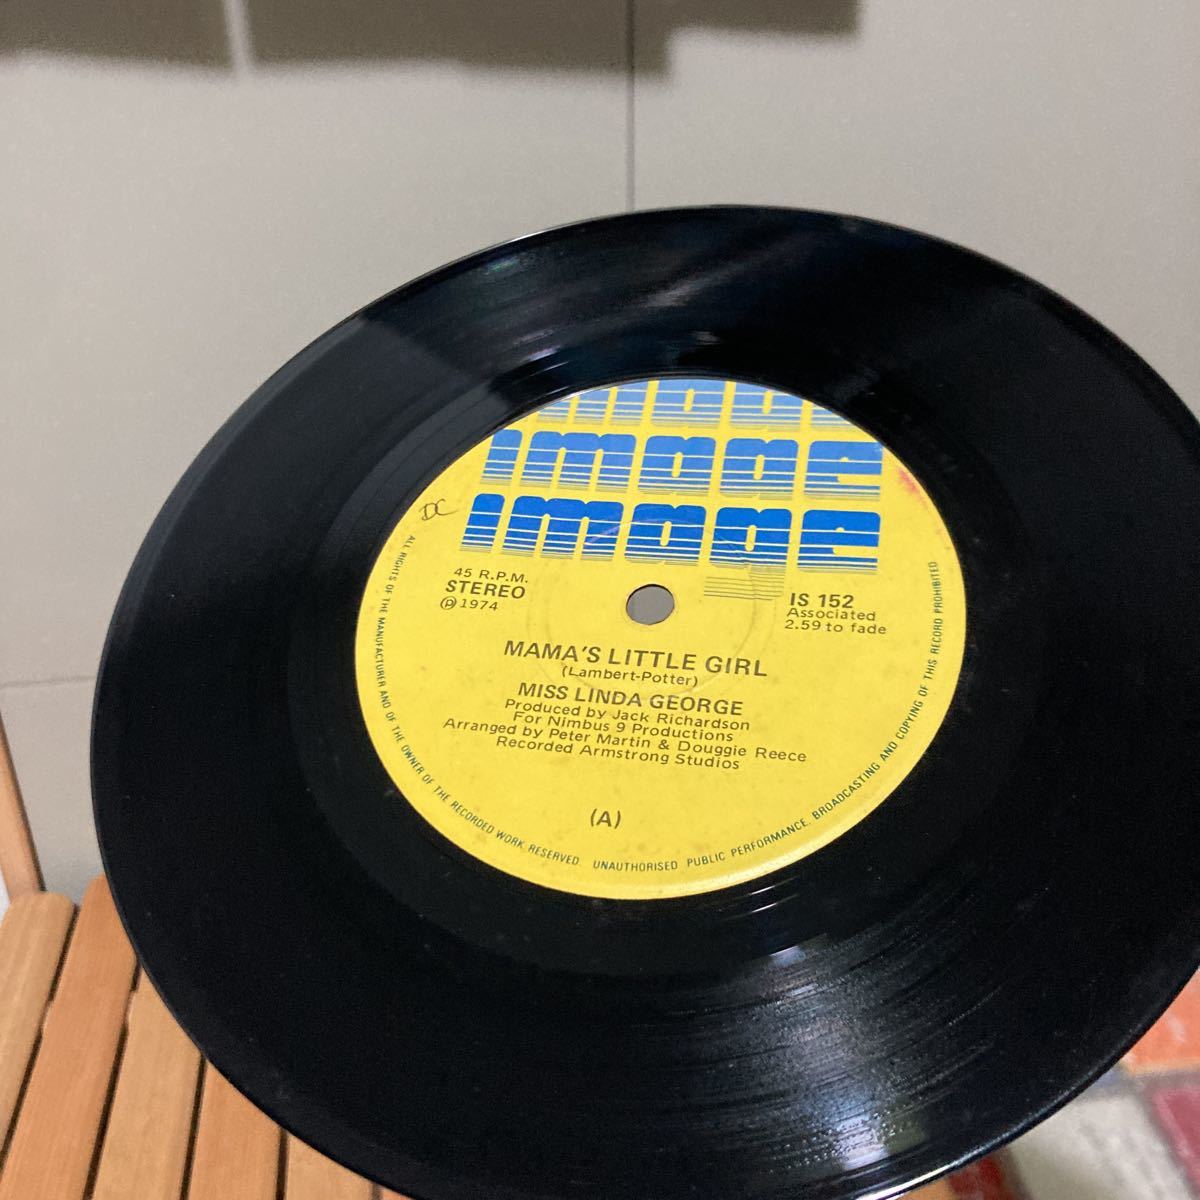 image
image
image
DC
45 R.P.M.
STEREO
Ⓟ 1974
IS 152
Associated
2.59 to fade
MAMA'S LITTLE GIRL
(Lambert-Potter)
MISS LINDA GEORGE
Produced by Jack Richardson
For Nimbus 9 Productions
Arranged by Peter Martin & Douggie Reece
Recorded Armstrong Studios
(A)
ALL RIGHTS OF THE MANUFACTURER AND OF THE OWNER OF THE RECORDED WORK RESERVED. UNAUTHORISED PUBLIC PERFORMANCE, BROADCASTING AND COPYING OF THIS RECORD PROHIBITED